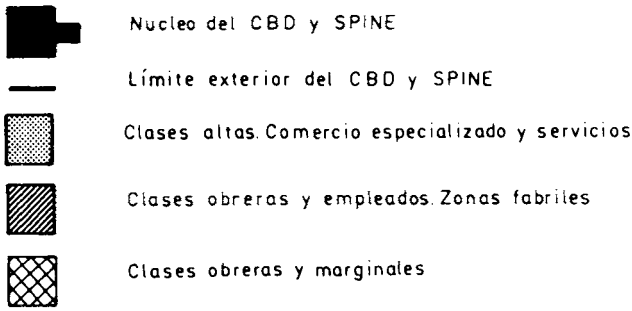 Nucleo del CBD y SPINE
Límite exterior del CBD y SPINE
Clases altas. Comercio especializado y servicios
Clases obreras y empleados. Zonas fabriles
Clases obreras y marginales